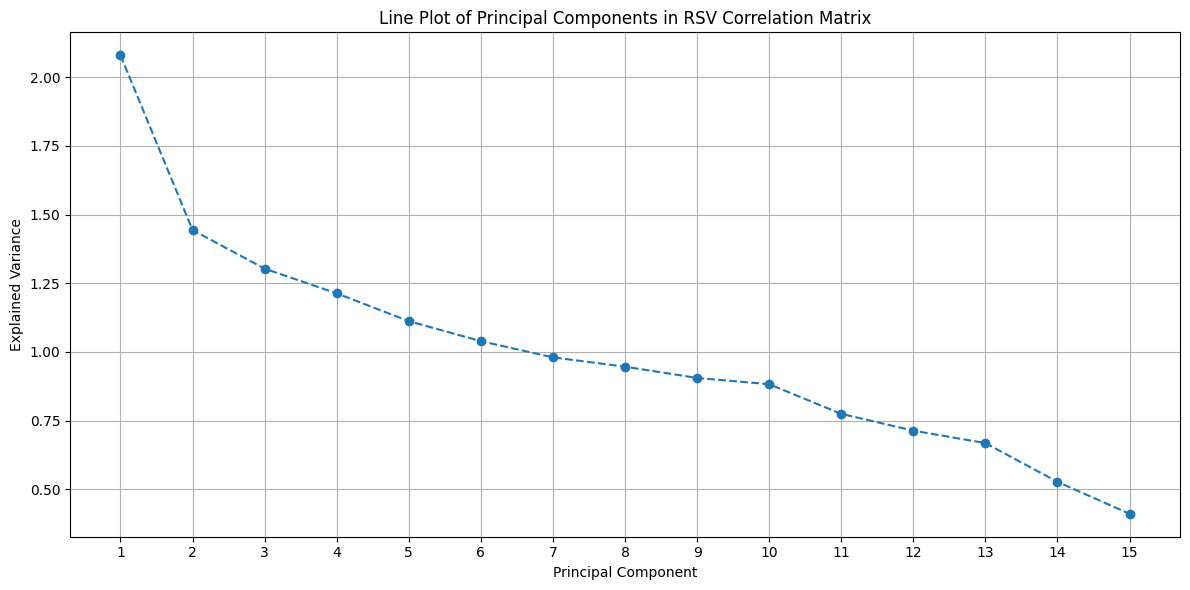 Line Plot of Principal Components in RSV Correlation Matrix
Explained Variance
2.00
1.75
1.50
1.25
1.00
0.75
0.50
1 2 3 4 5 6 7 8 9 10 11 12 13 14 15
Principal Component